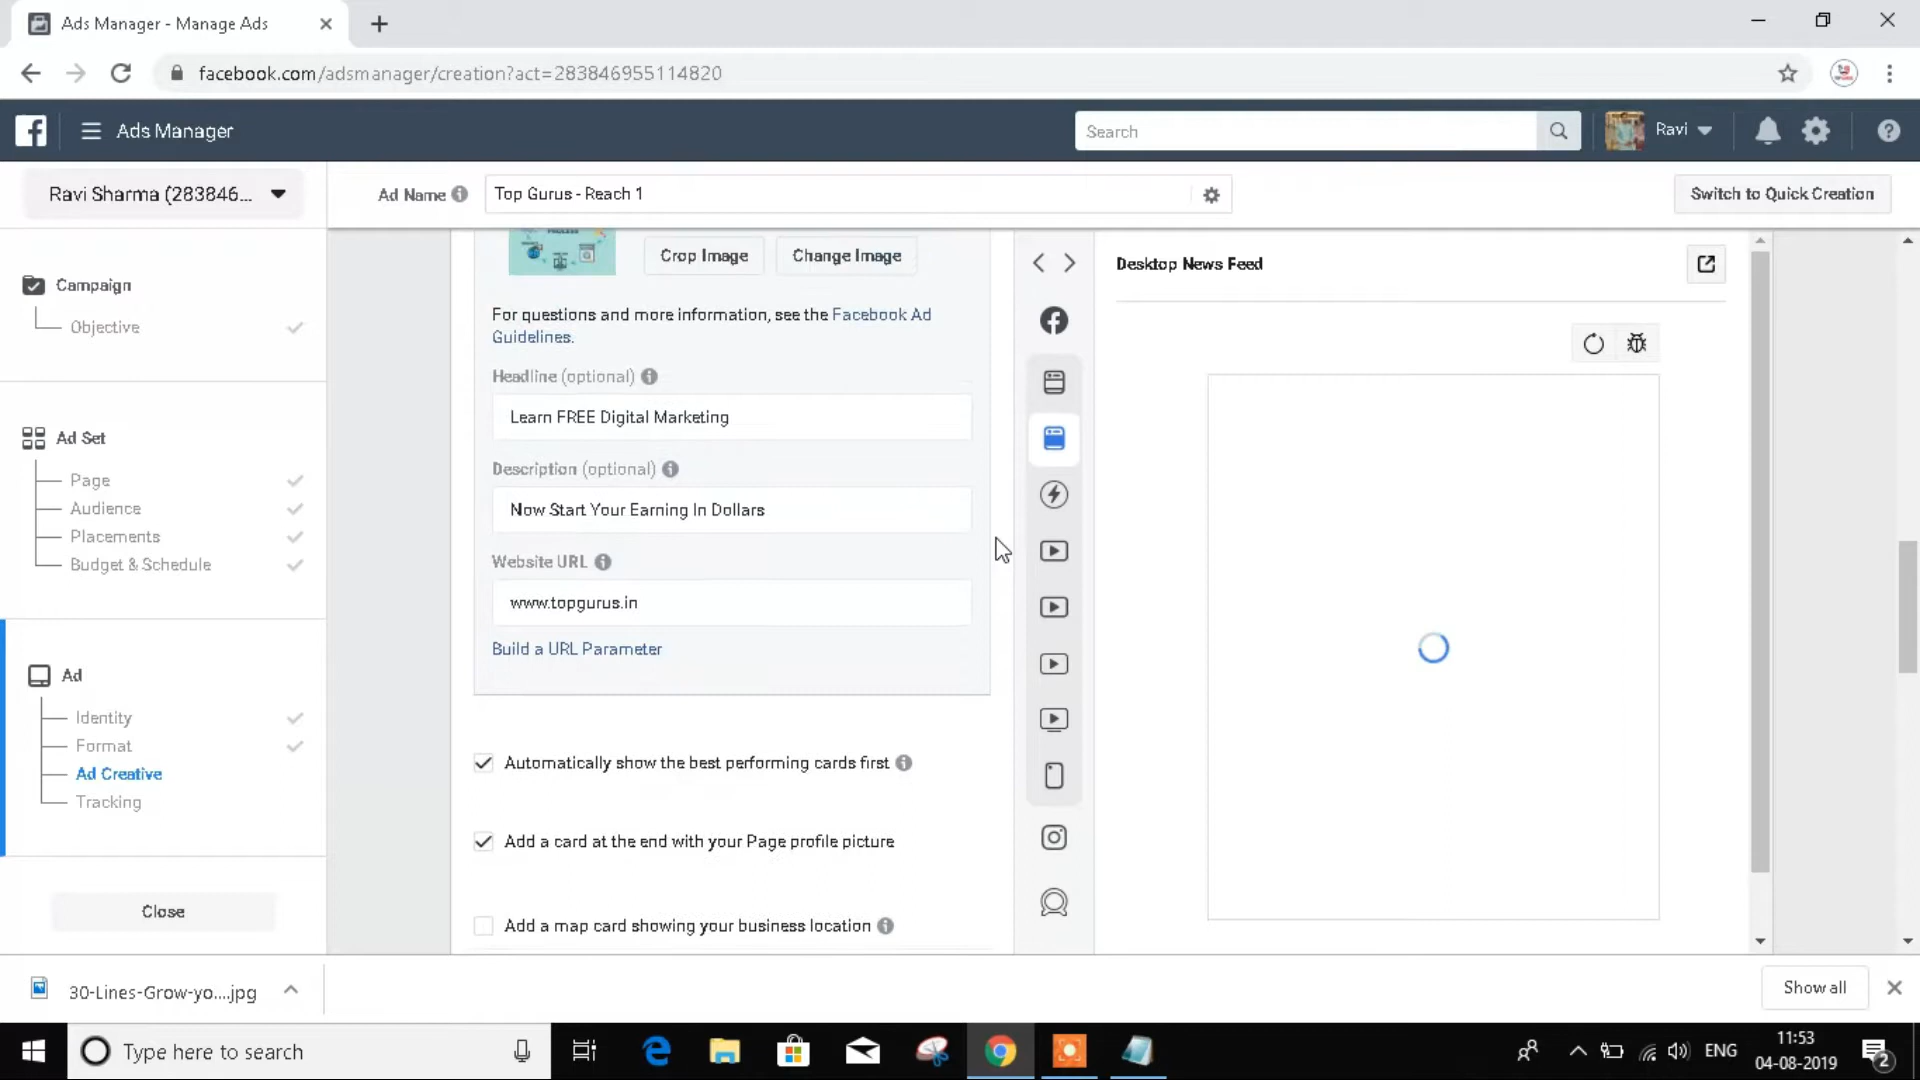 Ads Manager - Manage Ads
facebook.com/adsmanager/creation?act=283846955114820
Ads Manager
Search
Ravi
Ravi Sharma (283846...
Ad Name
Top Gurus - Reach 1
Switch to Quick Creation
Campaign
Objective
Ad Set
Page
Audience
Placements
Budget & Schedule
Ad
Identity
Format
Ad Creative
Tracking
Close
PROCESS
Crop Image
Change Image
For questions and more information, see the Facebook Ad
Guidelines.
Headline (optional)
Learn FREE Digital Marketing
Description (optional)
Now Start Your Earning In Dollars
Website URL
www.topgurus.in
Build a URL Parameter
Automatically show the best performing cards first
Add a card at the end with your Page profile picture
Add a map card showing your business location
Desktop News Feed
30-Lines-Grow-yo....jpg
Show all
Type here to search
ENG
11:53
04-08-2019
2